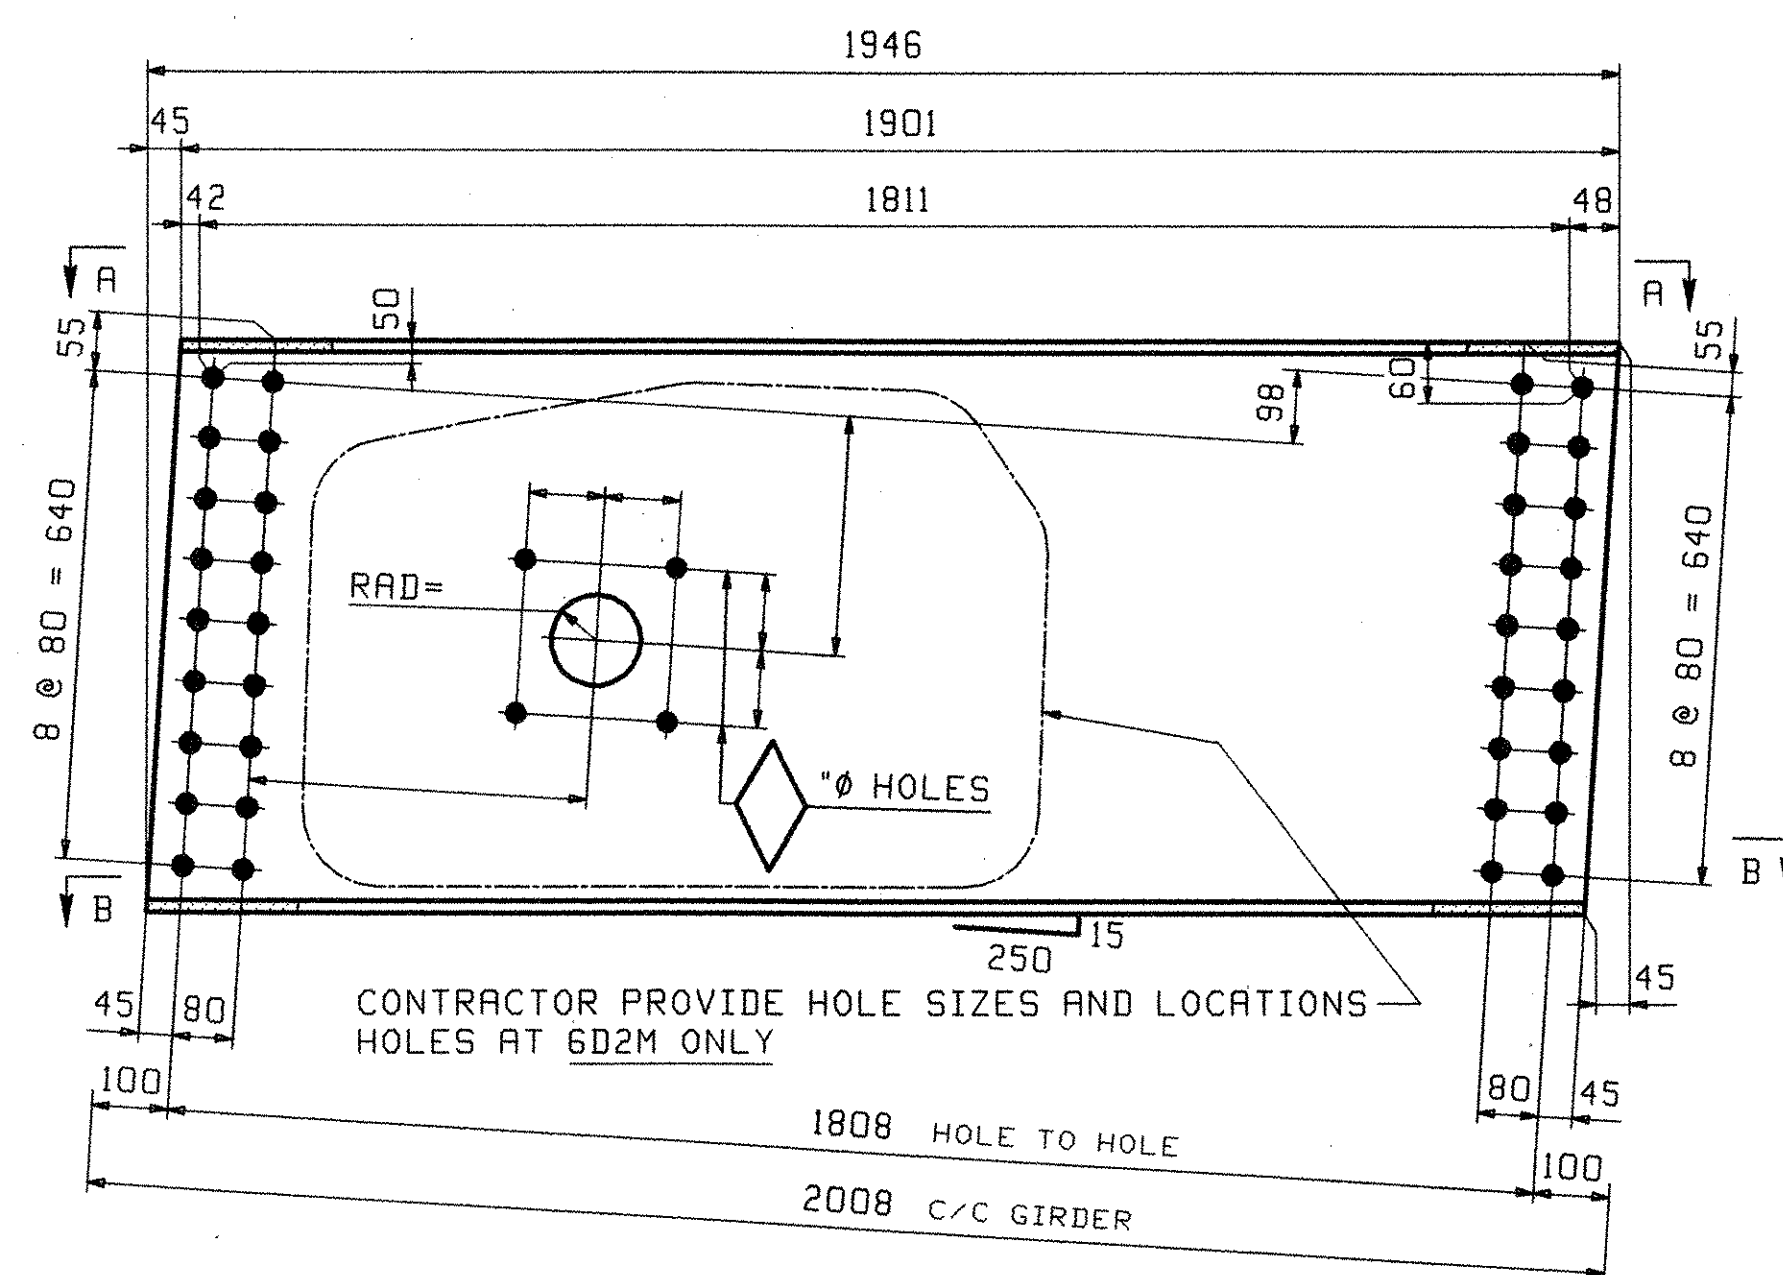 1946
45
1901
42
1811
48
A
A
55
50
55
60
98
8 @ 80 = 640
8 @ 80 = 640
RAD=
"Ø HOLES
B
B
15
250
45
80
45
CONTRACTOR PROVIDE HOLE SIZES AND LOCATIONS
HOLES AT 6D2M ONLY
100
80
45
1808 HOLE TO HOLE
100
2008 C/C GIRDER